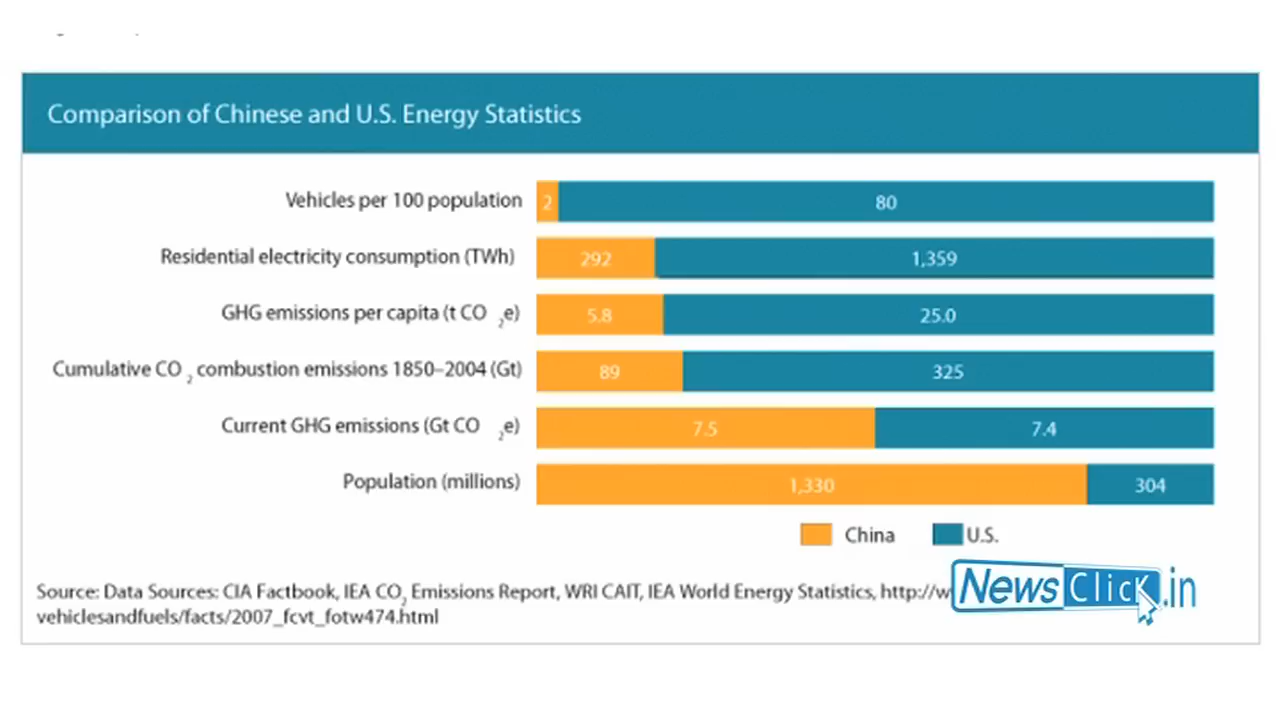 Comparison of Chinese and U.S. Energy Statistics
Vehicles per 100 population 2 80
Residential electricity consumption (TWh) 292 1,359
GHG emissions per capita (t CO2e) 5.8 25.0
Cumulative CO2 combustion emissions 1850–2004 (Gt) 89 325
Current GHG emissions (Gt CO2e) 7.5 7.4
Population (millions) 1,330 304
China U.S.
Source: Data Sources: CIA Factbook, IEA CO2 Emissions Report, WRI CAIT, IEA World Energy Statistics, http://w
vehiclesandfuels/facts/2007_fcvt_fotw474.html
NewsClick.in